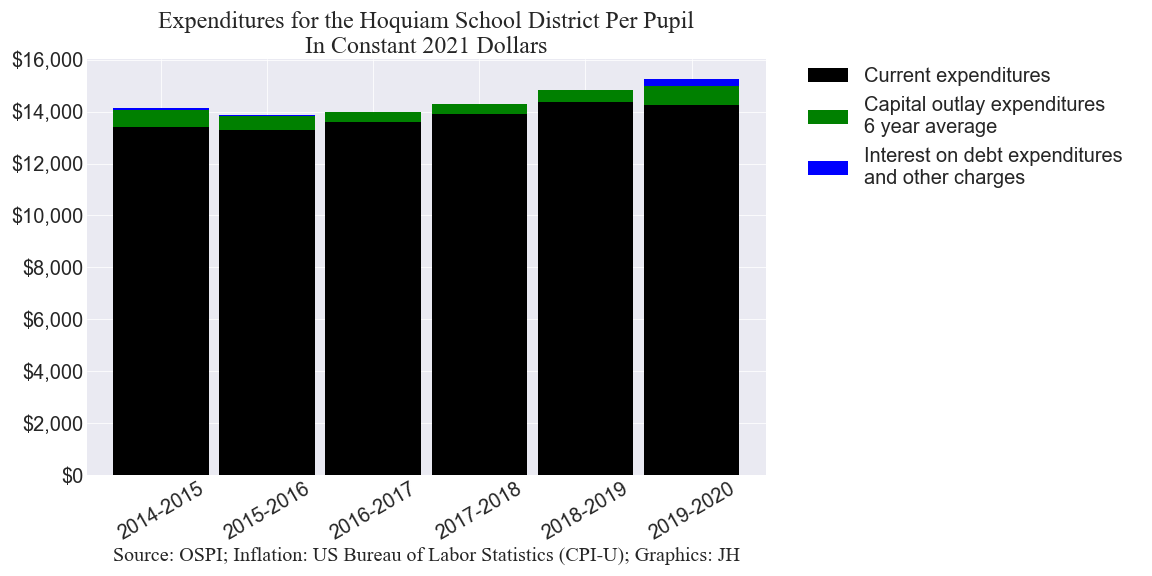 Expenditures for the Hoquiam School District Per Pupil
In Constant 2021 Dollars
$16,000
$14,000
$12,000
$10,000
$8,000
$6,000
$4,000
$2,000
$0
2014-2015
2015-2016
2016-2017
2017-2018
2018-2019
2019-2020
Current expenditures
Capital outlay expenditures
6 year average
Interest on debt expenditures
and other charges
Source: OSPI; Inflation: US Bureau of Labor Statistics (CPI-U); Graphics: JH